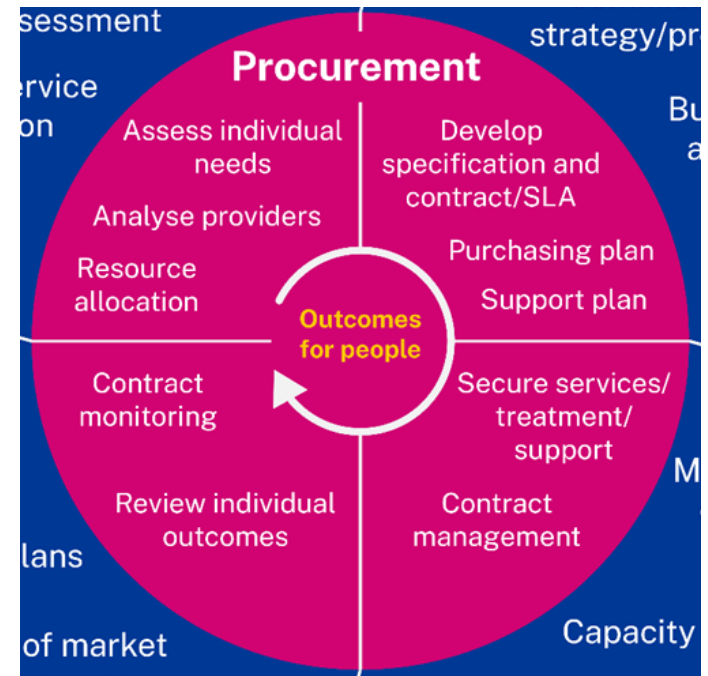 ssessment
ervice
on
strategy/pr
Bu
a
Procurement
Assess individual
needs
Analyse providers
Resource
allocation
Develop
specification and
contract/SLA
Purchasing plan
Support plan
Outcomes
for people
Contract
monitoring
Review individual
outcomes
Secure services/
treatment/
support
Contract
management
lans
of market
M
Capacity